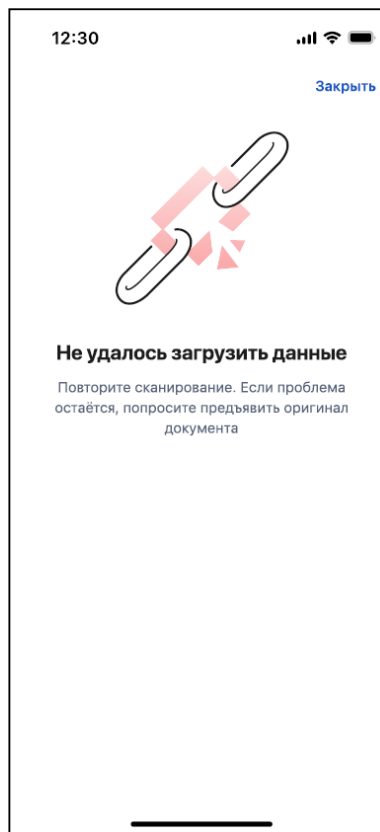 12:30
Закрыть
Не удалось загрузить данные
Повторите сканирование. Если проблема
остаётся, попросите предъявить оригинал
документа